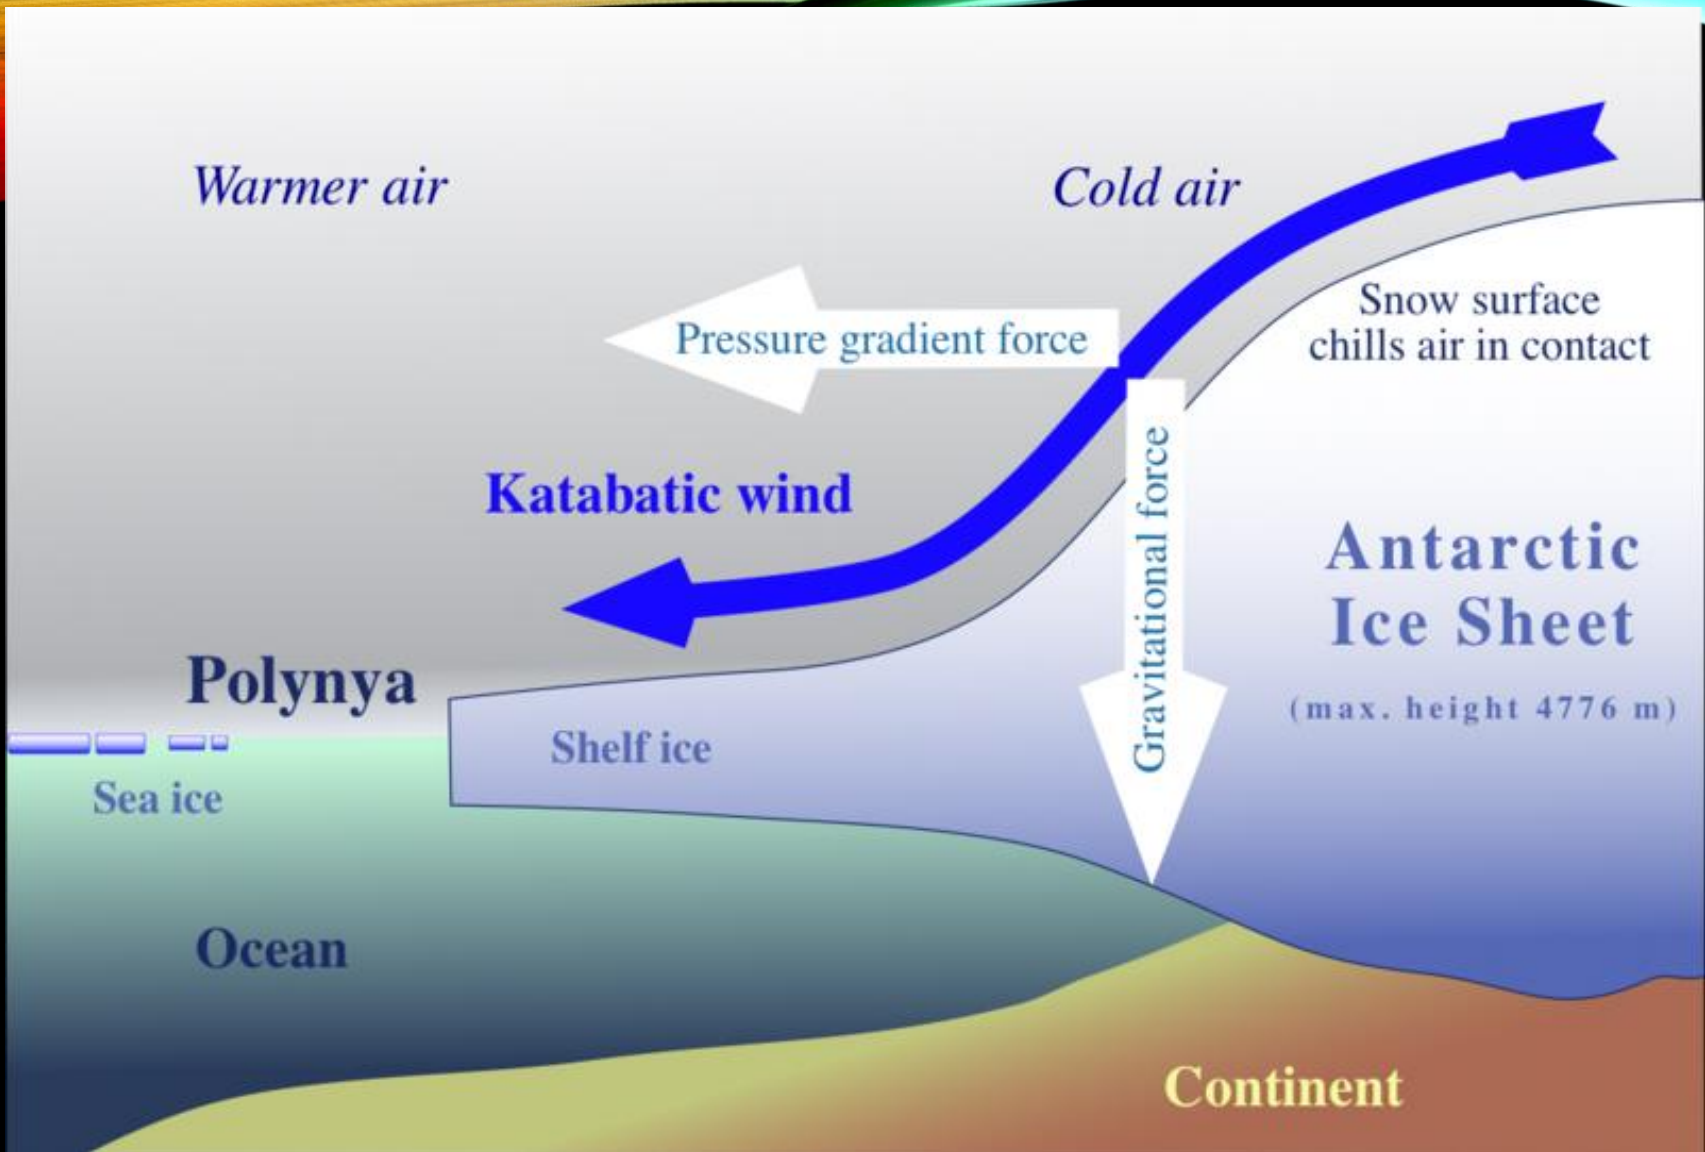 Warmer air
Cold air
Snow surface
chills air in contact
Pressure gradient force
Katabatic wind
Gravitational force
Antarctic
Ice Sheet
(max. height 4776 m)
Polynya
Shelf ice
Sea ice
Ocean
Continent